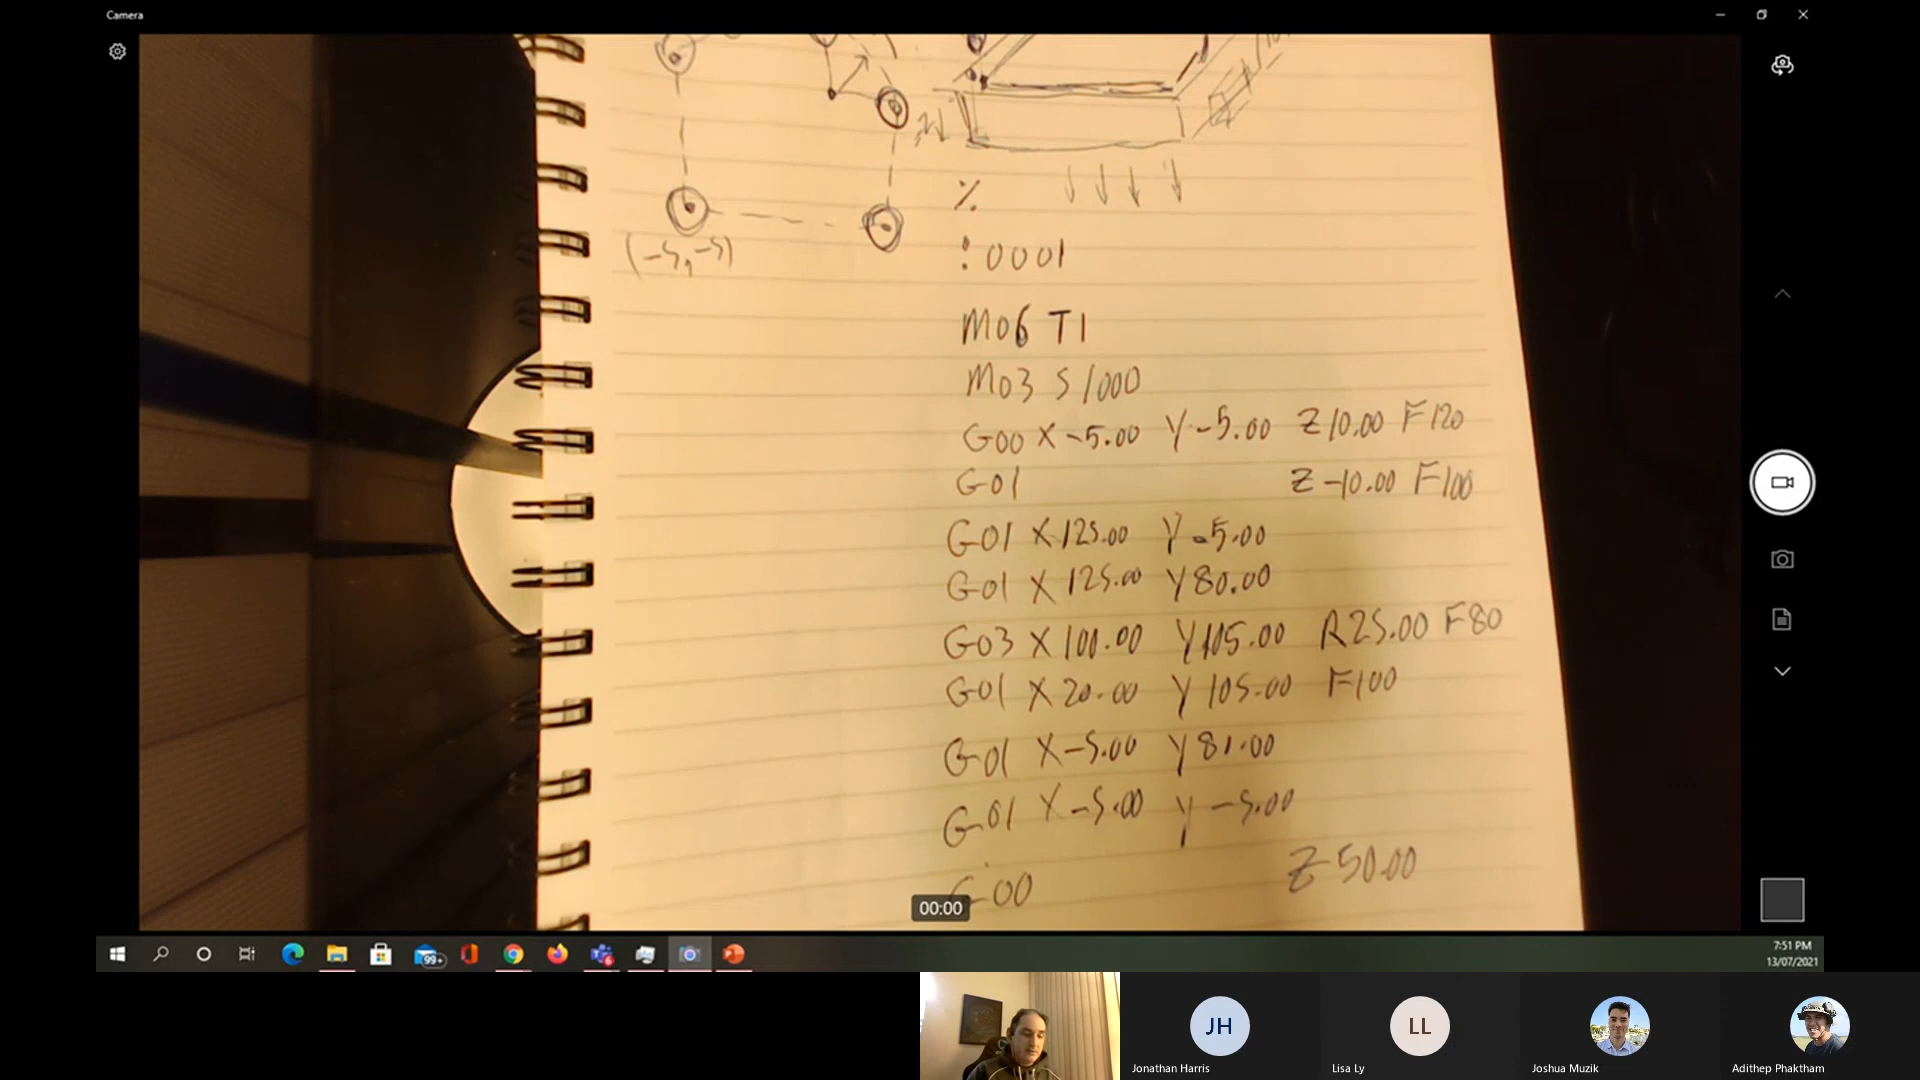 Camera
(-5,-5)
%
:0001
M06 T1
M03 S1000
G00 X-5.00 Y-5.00 Z10.00 F120
G01 Z-10.00 F100
G01 X125.00 Y-5.00
G01 X125.00 Y80.00
G03 X100.00 Y105.00 R25.00 F80
G01 X20.00 Y105.00 F100
G01 X-5.00 Y81.00
G01 X-5.00 Y-5.00
G00 Z50.00
00:00
99+
7:51 PM
13/07/2021
JH
LL
Jonathan Harris
Lisa Ly
Joshua Muzik
Adithep Phaktham